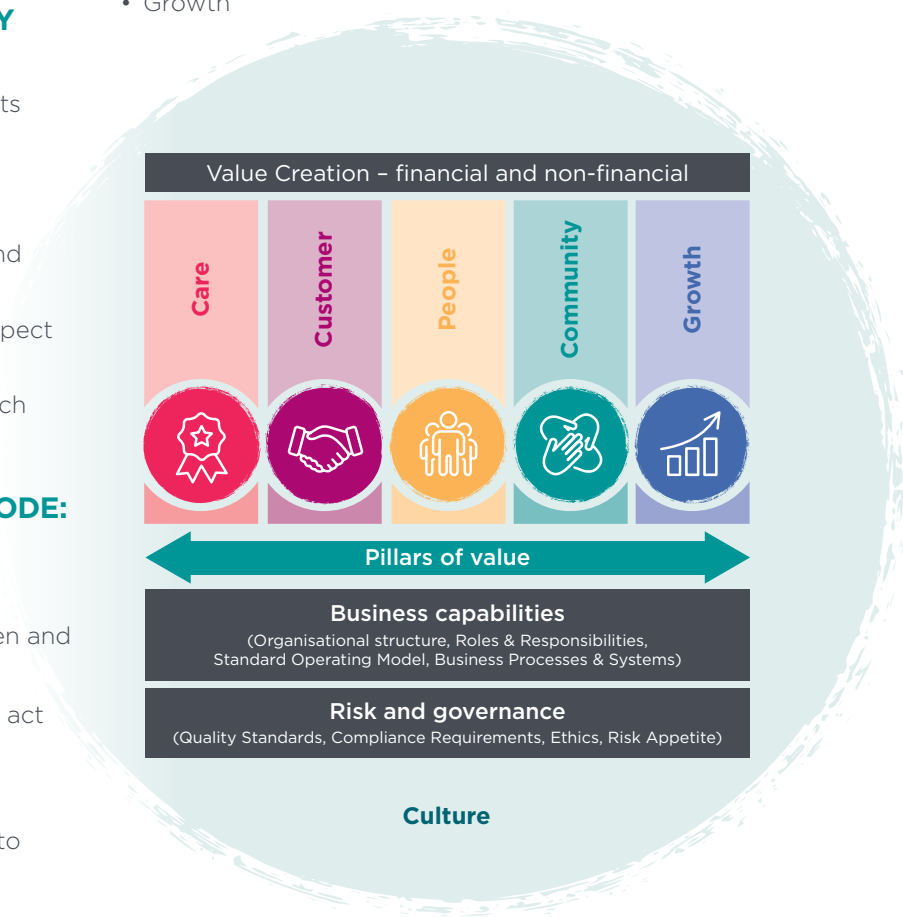 • Growth
Y
ts
nd
pect
ch
ODE:
en and
act
to
Value Creation – financial and non-financial
Care
Customer
People
Community
Growth
Pillars of value
Business capabilities
(Organisational structure, Roles & Responsibilities,
Standard Operating Model, Business Processes & Systems)
Risk and governance
(Quality Standards, Compliance Requirements, Ethics, Risk Appetite)
Culture